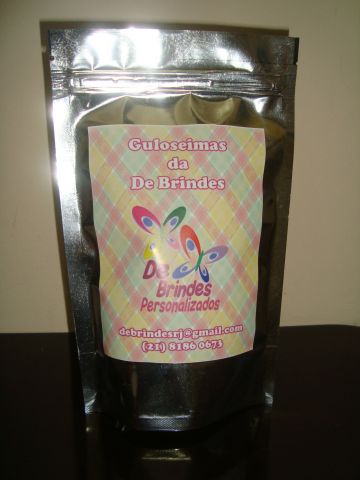 Guloseimas
da
De Brindes
De
Brindes
Personalizados
debrindesrj@gmail.com
(21) 8186 0673